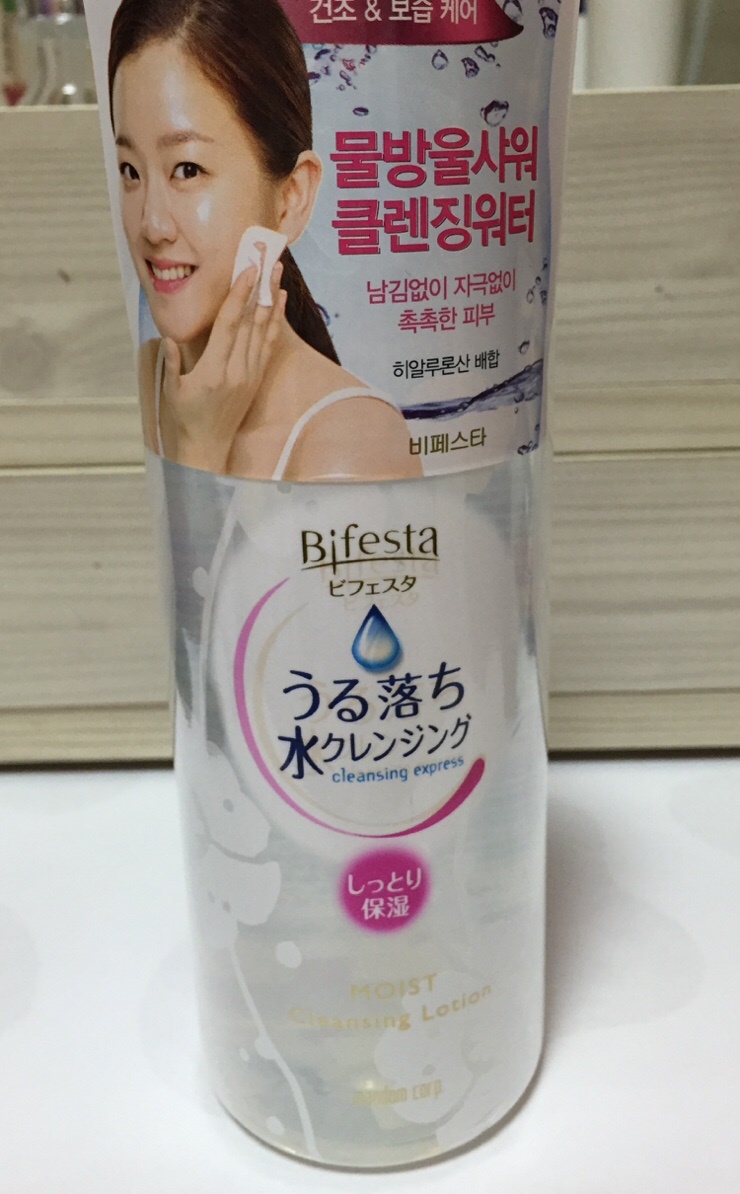 건조 & 보습 케어
물방울샤워
클렌징워터
남김없이 자극없이
촉촉한 피부
히알루론산 배합
비페스타
Bifesta
ビフェスタ
うる落ち
水クレンジング
cleansing express
しっとり
保湿
MOIST
Cleansing Lotion
mandom corp